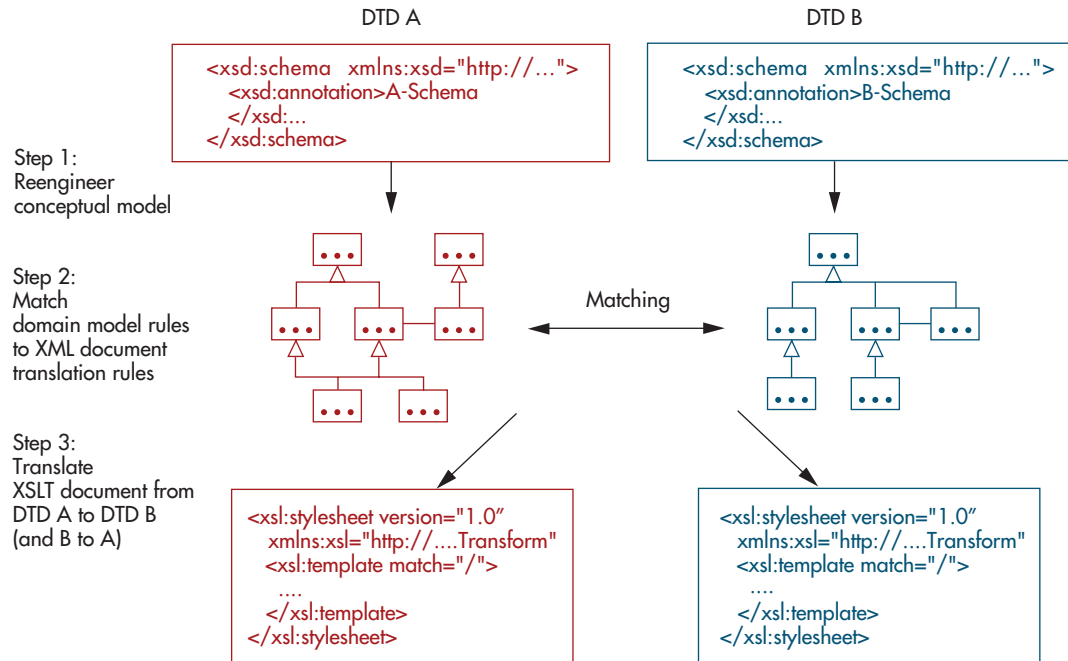 DTD A
DTD B
<xsd:schema xmlns:xsd="http://...">
<xsd:annotation>A-Schema
</xsd:...
</xsd:schema>
<xsd:schema xmlns:xsd="http://...">
<xsd:annotation>B-Schema
</xsd:...
</xsd:schema>
Step 1:
Reengineer
conceptual model
Step 2:
Match
domain model rules
to XML document
translation rules
Matching
Step 3:
Translate
XSLT document from
DTD A to DTD B
(and B to A)
<xsl:stylesheet version="1.0″
xmlns:xsl="http://....Transform"
<xsl:template match="/">
....
</xsl:template>
</xsl:stylesheet>
<xsl:stylesheet version="1.0″
xmlns:xsl="http://....Transform"
<xsl:template match="/">
....
</xsl:template>
</xsl:stylesheet>